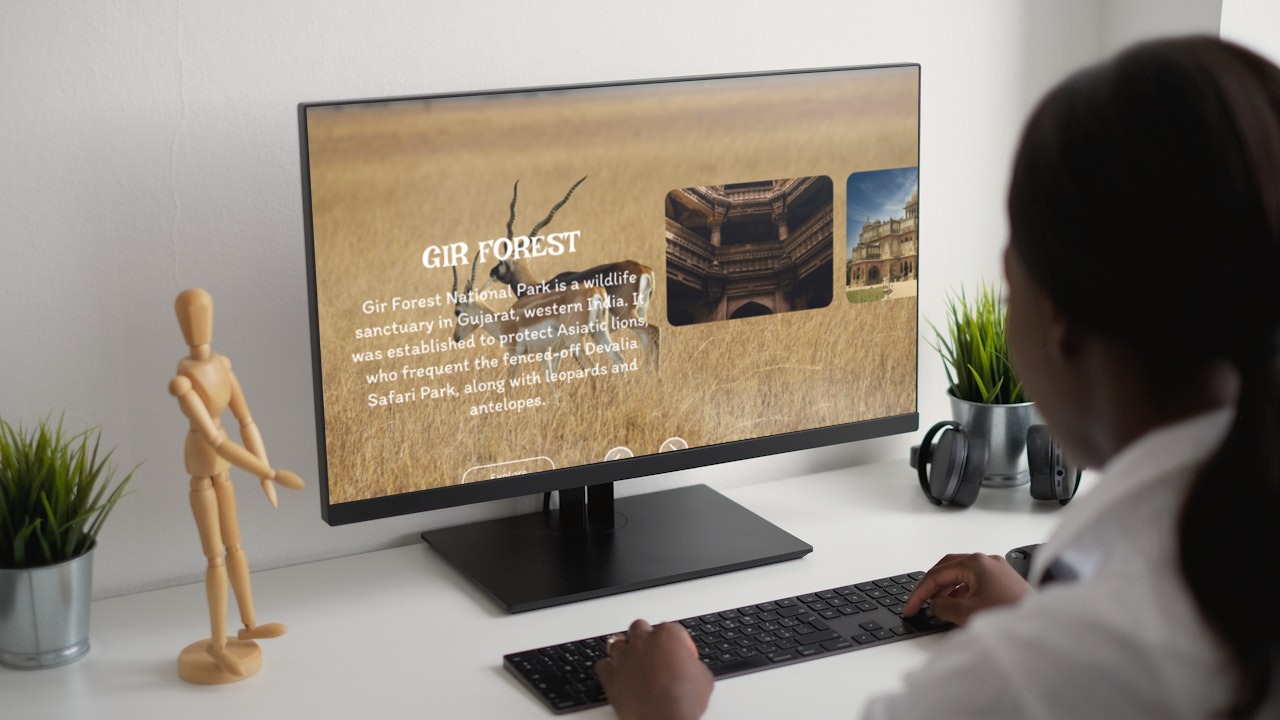 GIR FOREST
Gir Forest National Park is a wildlife
sanctuary in Gujarat, western India. It
was established to protect Asiatic lions,
who frequent the fenced-off Devalia
Safari Park, along with leopards and
antelopes.
Explore